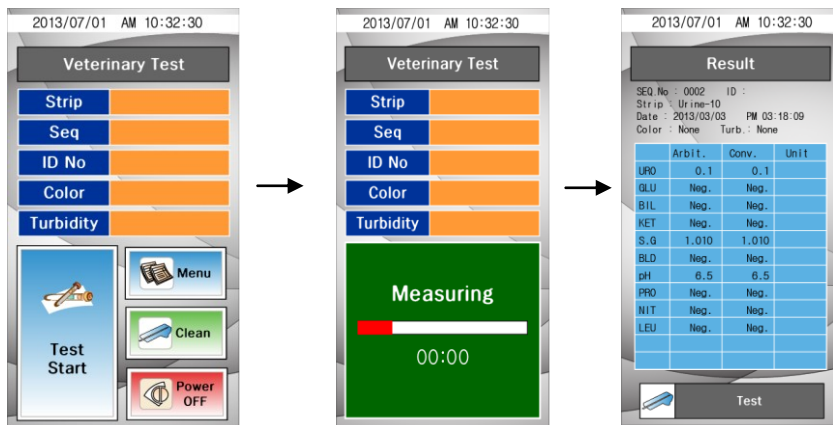 2013/07/01 AM 10:32:30
Veterinary Test
Strip
Seq
ID No
Color
Turbidity
Test
Start
Menu
Clean
Power
OFF
2013/07/01 AM 10:32:30
Veterinary Test
Strip
Seq
ID No
Color
Turbidity
Measuring
00:00
2013/07/01 AM 10:32:30
Result
SEQ.No : 0002 ID :
Strip : Urine-10
Date : 2013/03/03 PM 03:18:09
Color : None Turb.: None
Arbit. Conv. Unit
URO 0.1 0.1
GLU Neg. Neg.
BIL Neg. Neg.
KET Neg. Neg.
S.G 1.010 1.010
BLD Neg. Neg.
pH 6.5 6.5
PRO Neg. Neg.
NIT Neg. Neg.
LEU Neg. Neg.
Test